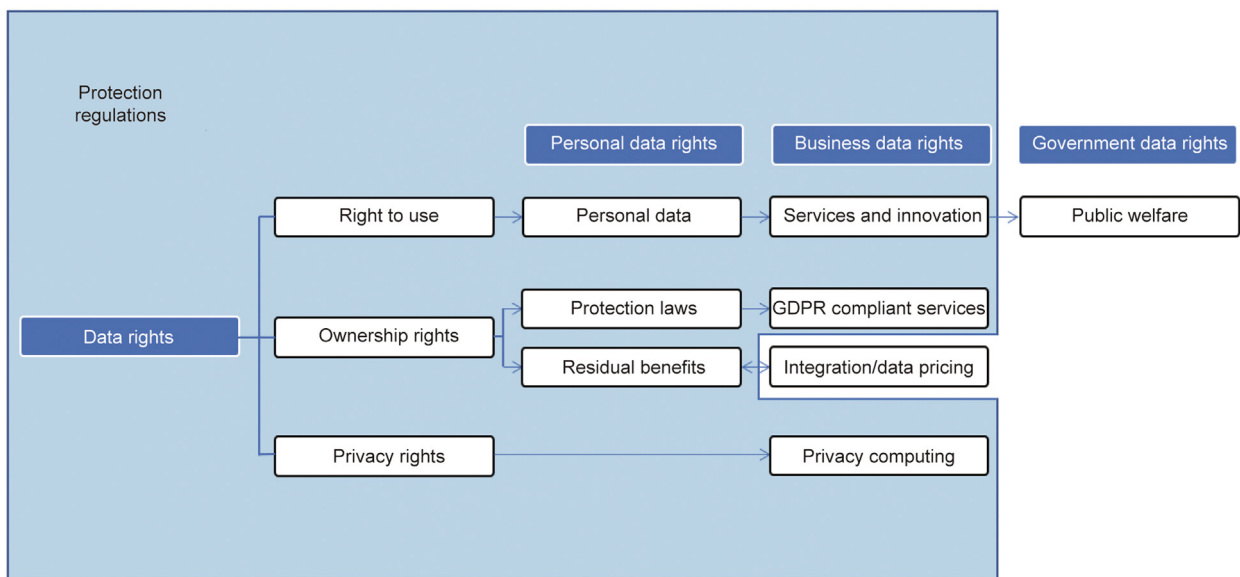 Protection
regulations
Personal data rights
Business data rights
Government data rights
Right to use
Personal data
Services and innovation
Public welfare
Protection laws
GDPR compliant services
Data rights
Ownership rights
Residual benefits
Integration/data pricing
Privacy rights
Privacy computing